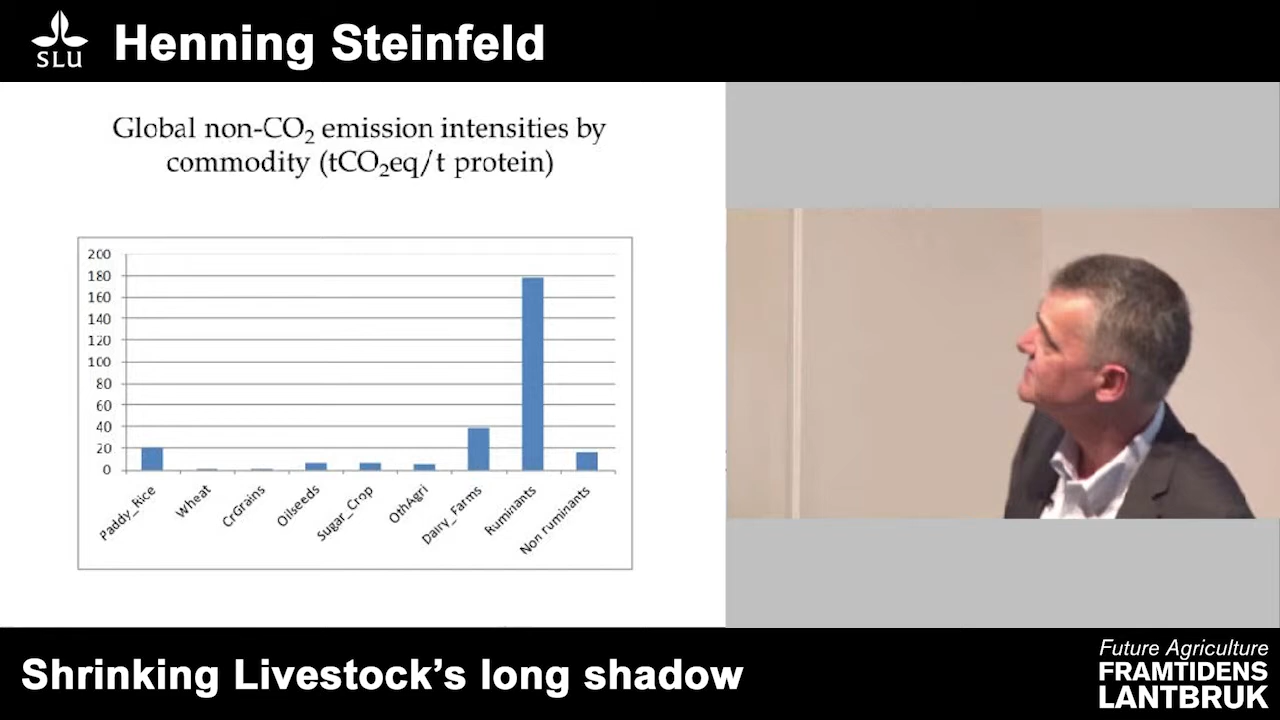 SLU
Henning Steinfeld
Global non-CO₂ emission intensities by
commodity (tCO₂eq/t protein)
200
180
160
140
120
100
80
60
40
20
0
Paddy_Rice
Wheat
CrGrains
Oilseeds
Sugar_Crop
OthAgri
Dairy_Farms
Ruminants
Non ruminants
Shrinking Livestock's long shadow
Future Agriculture
FRAMTIDENS
LANTBRUK